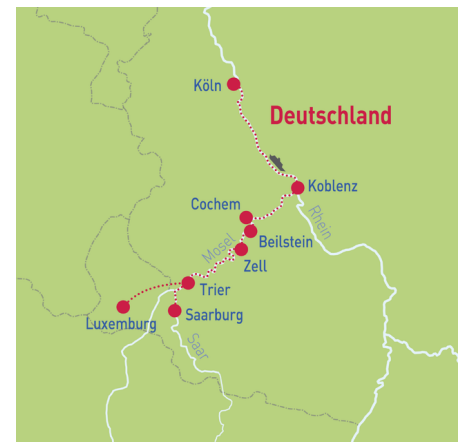 Köln
Deutschland
Koblenz
Cochem
Rhein
Beilstein
Mosel
Zell
Trier
Saarburg
Luxemburg
Saar